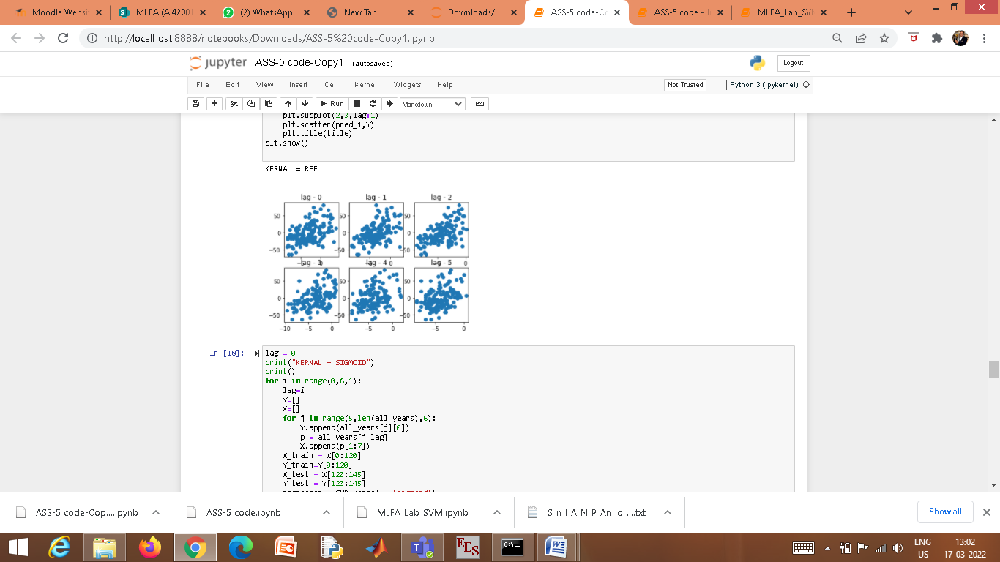 Moodle Websi
MLFA (AI42001
(2) WhatsApp
New Tab
Downloads/
ASS-5 code-Co
ASS-5 code - J
MLFA_Lab_SVM
http://localhost:8888/notebooks/Downloads/ASS-5%20code-Copy1.ipynb
jupyter ASS-5 code-Copy1 (autosaved)
Logout
File Edit View Insert Cell Kernel Widgets Help
Not Trusted
Python 3 (ipykernel)
Run
Markdown
plt.subplot(2,3,lag+1)
plt.scatter(pred_1,Y)
plt.title(title)
plt.show()
KERNAL = RBF
lag - 0 lag - 1 lag - 2
50 50 50
0 0 0
−50 −50 −50
−5 0 0 −5 0
lag - 3 lag - 4 lag - 5
50 50 50
0 0 0
−50 −50 −50
−10 −5 0 −5 0 −5 0
In [18]:
lag = 0
print("KERNAL = SIGMOID")
print()
for i in range(0,6,1):
lag=i
Y=[]
X=[]
for j in range(5,len(all_years),6):
Y.append(all_years[j][0])
p = all_years[j-lag]
X.append(p[1:7])
X_train = X[0:120]
Y_train=Y[0:120]
X_test = X[120:145]
Y_test = Y[120:145]
ASS-5 code-Cop....ipynb
ASS-5 code.ipynb
MLFA_Lab_SVM.ipynb
S_n_I_A_N_P_An_Io_....txt
Show all
EES
C:\
ENG
US
13:02
17-03-2022